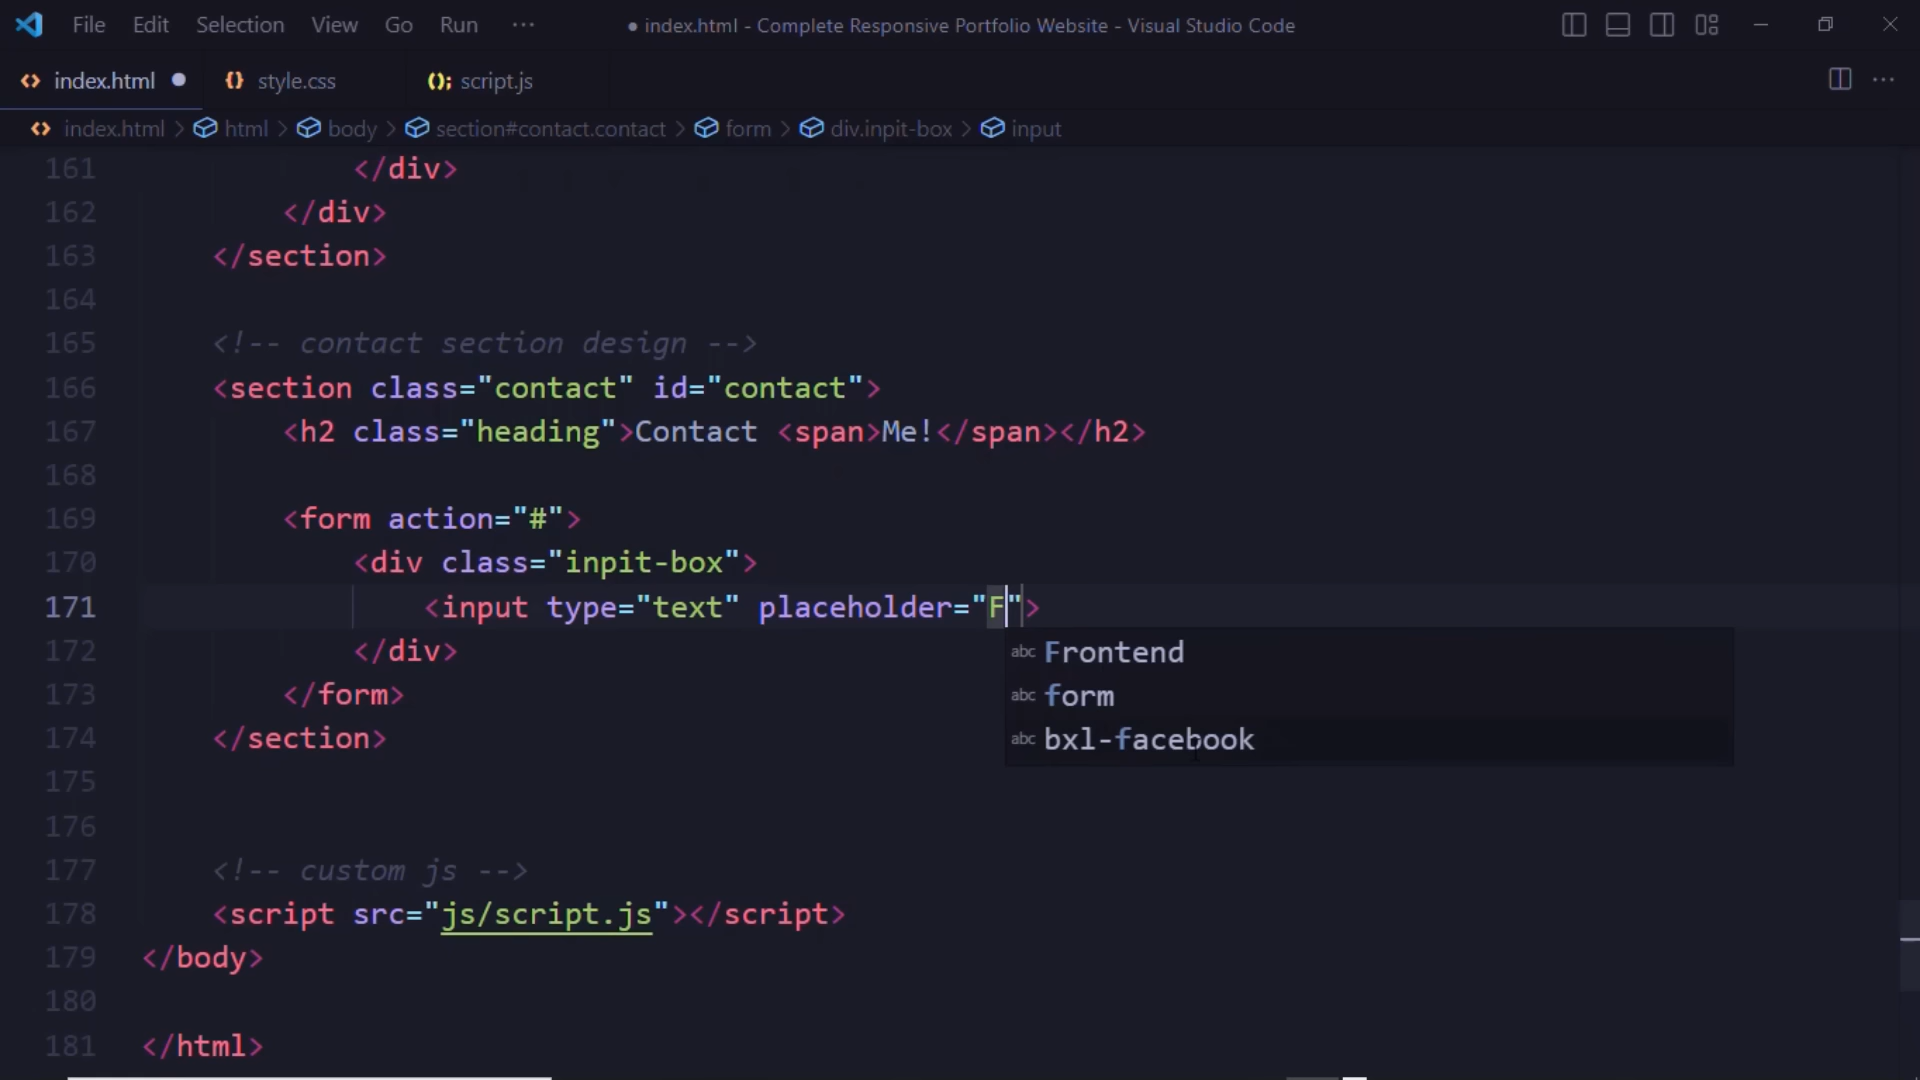 File Edit Selection View Go Run ···
● index.html - Complete Responsive Portfolio Website - Visual Studio Code
index.html style.css script.js
index.html > html > body > section#contact.contact > form > div.inpit-box > input
161 </div>
162 </div>
163 </section>
164
165 <!-- contact section design -->
166 <section class="contact" id="contact">
167 <h2 class="heading">Contact <span>Me!</span></h2>
168
169 <form action="#">
170 <div class="inpit-box">
171 <input type="text" placeholder="F">
abc Frontend
172 </div>
abc form
173 </form>
abc bxl-facebook
174 </section>
175
176
177 <!-- custom js -->
178 <script src="js/script.js"></script>
179 </body>
180
181 </html>